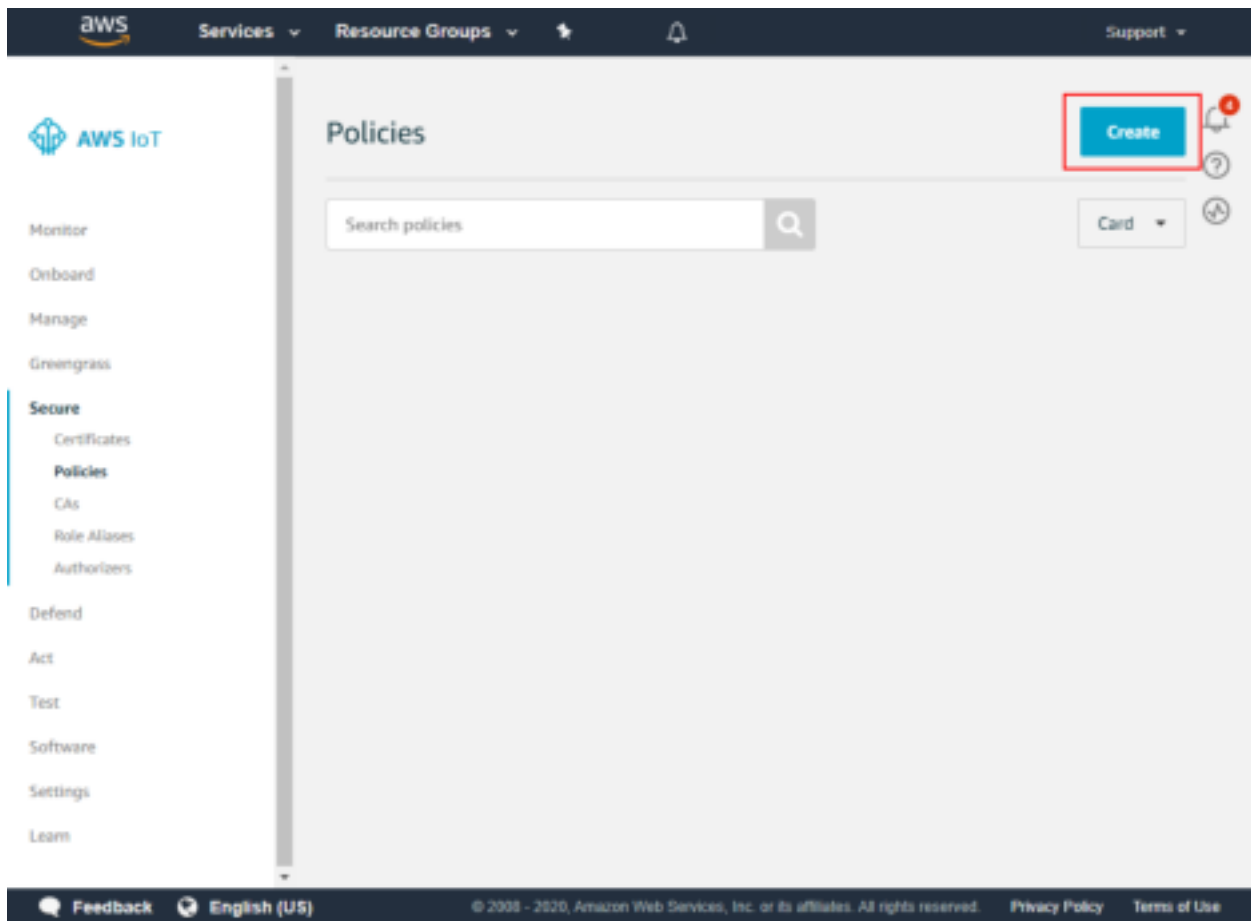 aws Services Resource Groups Support
AWS IoT
Policies
Create
4
Search policies
Card
Monitor
Onboard
Manage
Greengrass
Secure
Certificates
Policies
CAs
Role Aliases
Authorizers
Defend
Act
Test
Software
Settings
Learn
Feedback English (US) © 2008 - 2020, Amazon Web Services, Inc. or its affiliates. All rights reserved. Privacy Policy Terms of Use